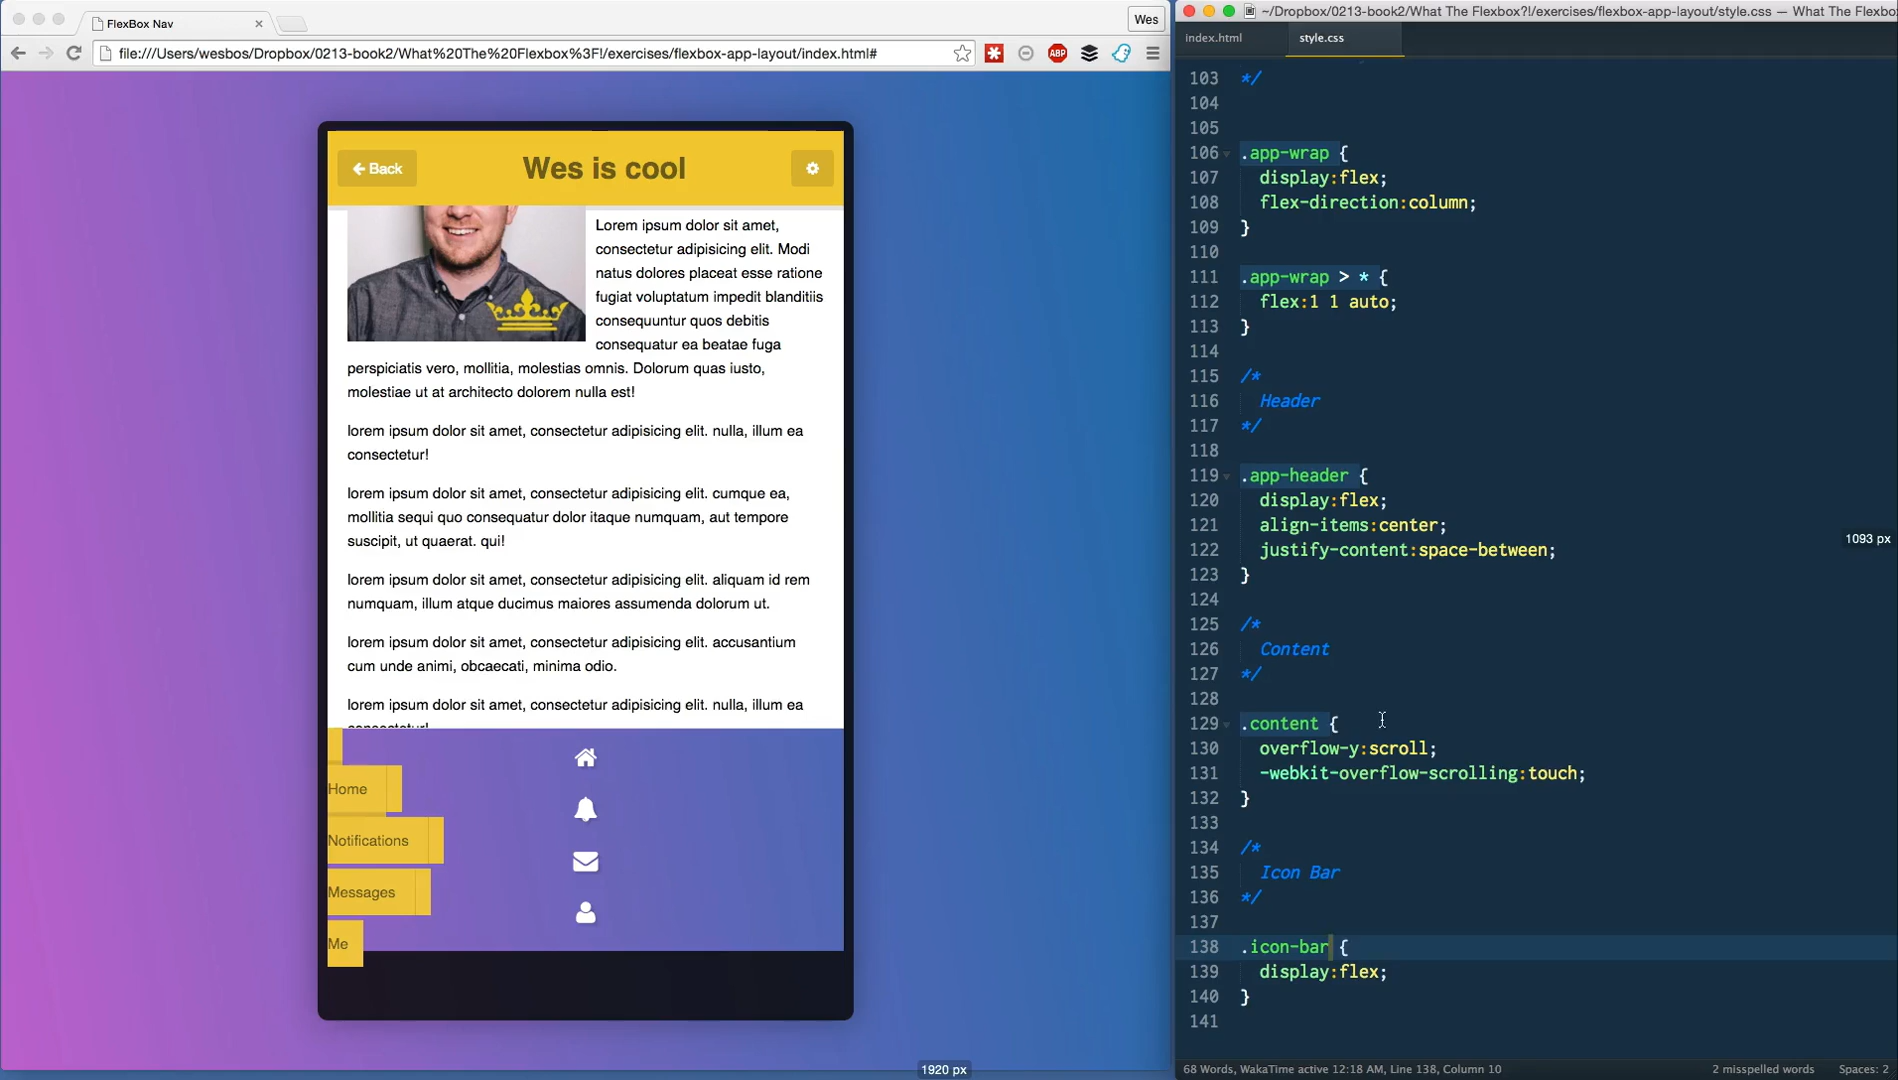 FlexBox Nav
Wes
file:///Users/wesbos/Dropbox/0213-book2/What%20The%20Flexbox%3F!/exercises/flexbox-app-layout/index.html#
ABP
Back
Wes is cool
Lorem ipsum dolor sit amet,
consectetur adipisicing elit. Modi
natus dolores placeat esse ratione
fugiat voluptatum impedit blanditiis
consequuntur quos debitis
consequatur ea beatae fuga
perspiciatis vero, mollitia, molestias omnis. Dolorum quas iusto,
molestiae ut at architecto dolorem nulla est!
lorem ipsum dolor sit amet, consectetur adipisicing elit. nulla, illum ea
consectetur!
lorem ipsum dolor sit amet, consectetur adipisicing elit. cumque ea,
mollitia sequi quo consequatur dolor itaque numquam, aut tempore
suscipit, ut quaerat. qui!
lorem ipsum dolor sit amet, consectetur adipisicing elit. aliquam id rem
numquam, illum atque ducimus maiores assumenda dolorum ut.
lorem ipsum dolor sit amet, consectetur adipisicing elit. accusantium
cum unde animi, obcaecati, minima odio.
lorem ipsum dolor sit amet, consectetur adipisicing elit. nulla, illum ea
consectetur!
Home
Notifications
Messages
Me
1920 px
~/Dropbox/0213-book2/What The Flexbox?!/exercises/flexbox-app-layout/style.css — What The Flexbo
index.html
style.css
103 */
104
105
106 .app-wrap {
107 display:flex;
108 flex-direction:column;
109 }
110
111 .app-wrap > * {
112 flex:1 1 auto;
113 }
114
115 /*
116 Header
117 */
118
119 .app-header {
120 display:flex;
121 align-items:center;
122 justify-content:space-between;
123 }
124
125 /*
126 Content
127 */
128
129 .content {
130 overflow-y:scroll;
131 -webkit-overflow-scrolling:touch;
132 }
133
134 /*
135 Icon Bar
136 */
137
138 .icon-bar {
139 display:flex;
140 }
141
1093 px
68 Words, WakaTime active 12:18 AM, Line 138, Column 10
2 misspelled words
Spaces: 2